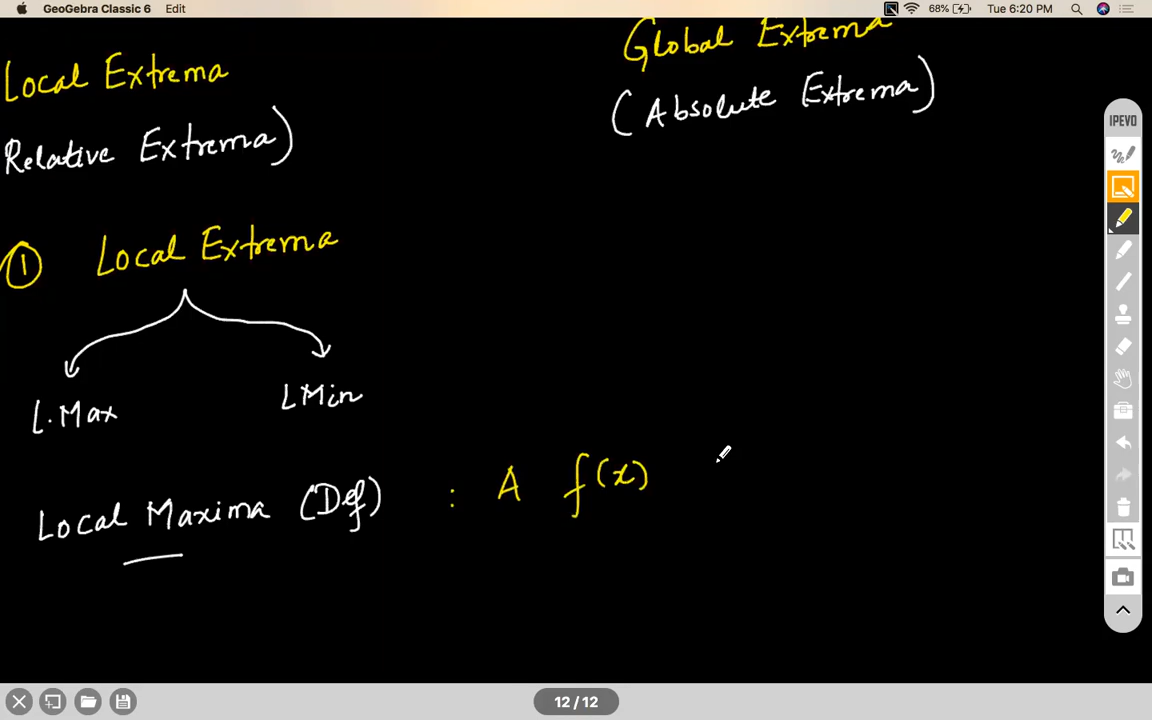 GeoGebra Classic 6 Edit 68% Tue 6:20 PM
Global Extrema
Local Extrema
(Absolute Extrema)
Relative Extrema)
IPEVO
① Local Extrema
L.Max
LMin
Local Maxima (Def) : A f(x)
12 / 12